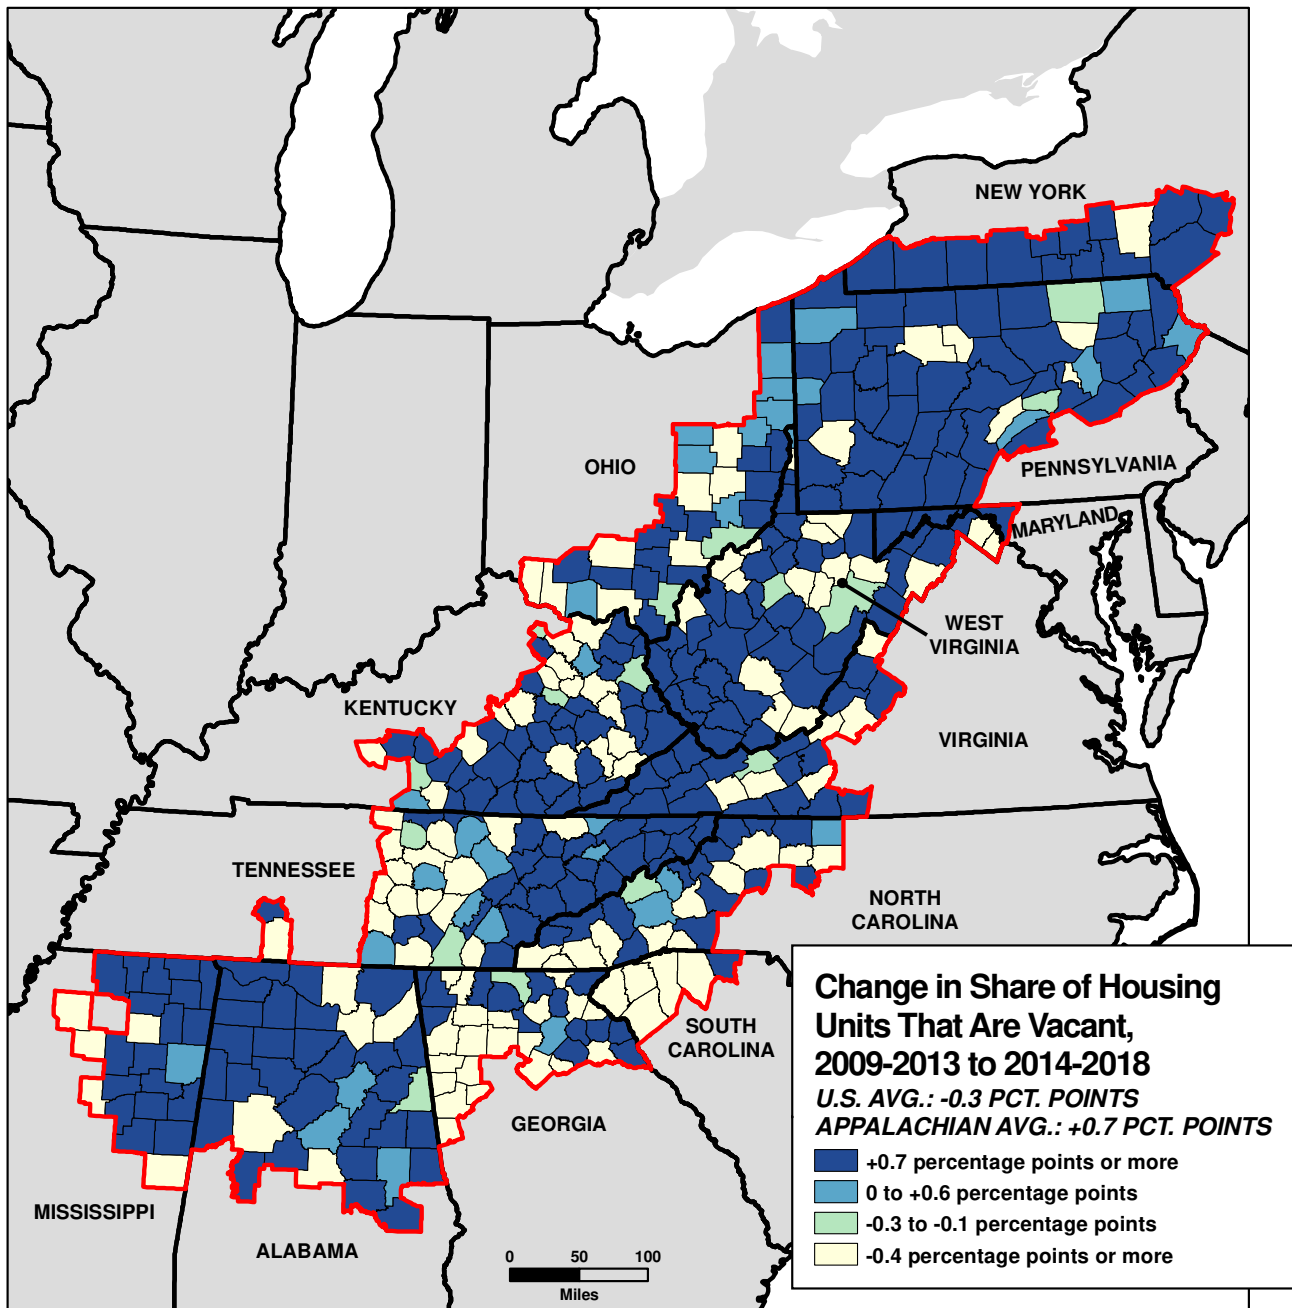 NEW YORK
OHIO
PENNSYLVANIA
MARYLAND
WEST
VIRGINIA
KENTUCKY
VIRGINIA
TENNESSEE
NORTH
CAROLINA
SOUTH
CAROLINA
GEORGIA
MISSISSIPPI
ALABAMA
0 50 100
Miles
Change in Share of Housing
Units That Are Vacant,
2009-2013 to 2014-2018
U.S. AVG.: -0.3 PCT. POINTS
APPALACHIAN AVG.: +0.7 PCT. POINTS
+0.7 percentage points or more
0 to +0.6 percentage points
-0.3 to -0.1 percentage points
-0.4 percentage points or more